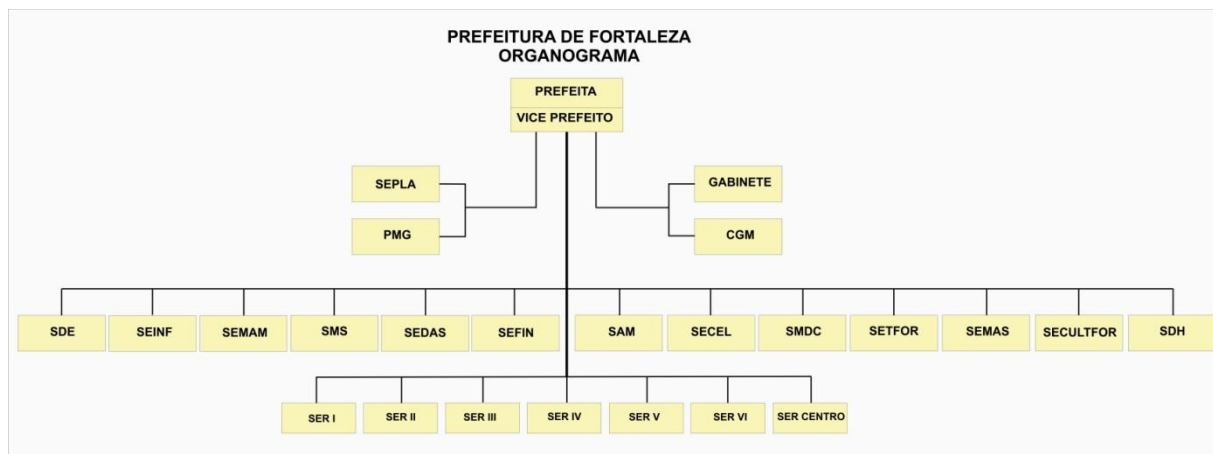 PREFEITURA DE FORTALEZA
ORGANOGRAMA
PREFEITA
VICE PREFEITO
SEPLA
GABINETE
PMG
CGM
SDE SEINF SEMAM SMS SEDAS SEFIN SAM SECEL SMDC SETFOR SEMAS SECULTFOR SDH
SER I SER II SER III SER IV SER V SER VI SER CENTRO